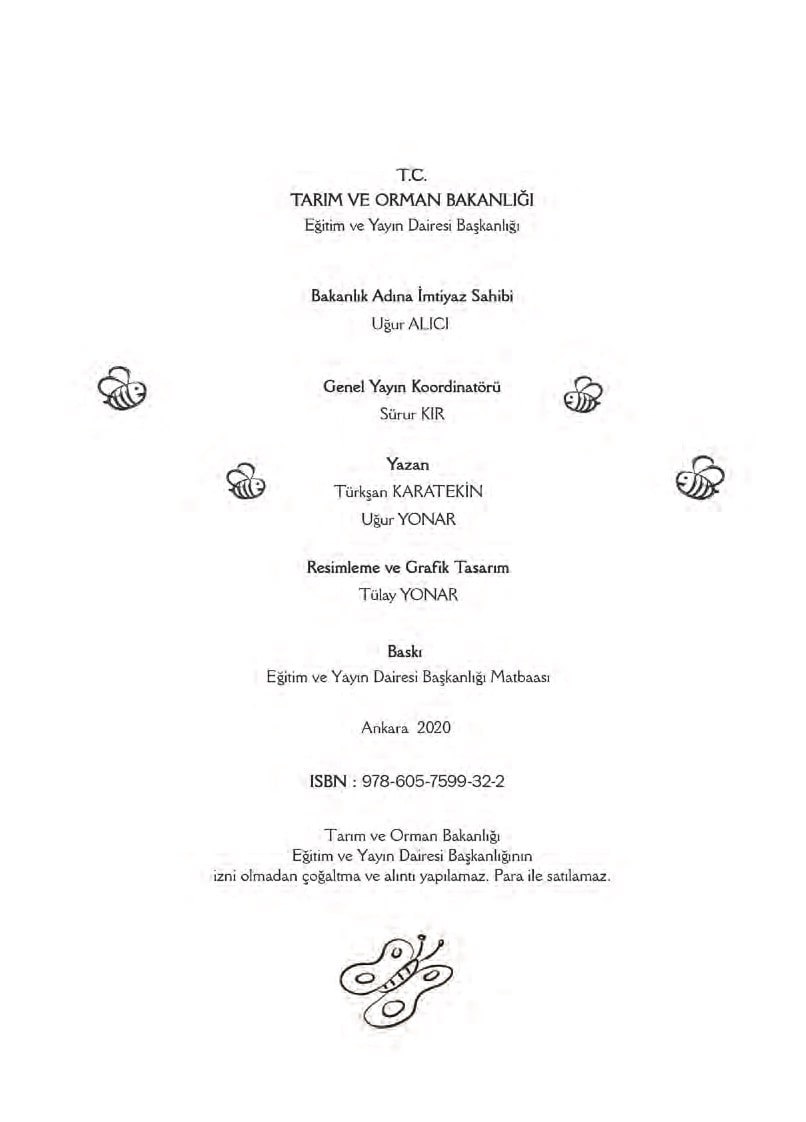 T.C.
TARIM VE ORMAN BAKANLIĞI
Eğitim ve Yayın Dairesi Başkanlığı
Bakanlık Adına İmtiyaz Sahibi
Uğur ALICI
Genel Yayın Koordinatörü
Sürur KIR
Yazan
Türkşan KARATEKİN
Uğur YONAR
Resimleme ve Grafik Tasarım
Tülay YONAR
Baskı
Eğitim ve Yayın Dairesi Başkanlığı Matbaası
Ankara 2020
ISBN : 978-605-7599-32-2
Tarım ve Orman Bakanlığı
Eğitim ve Yayın Dairesi Başkanlığının
izni olmadan çoğaltma ve alıntı yapılamaz. Para ile satılamaz.